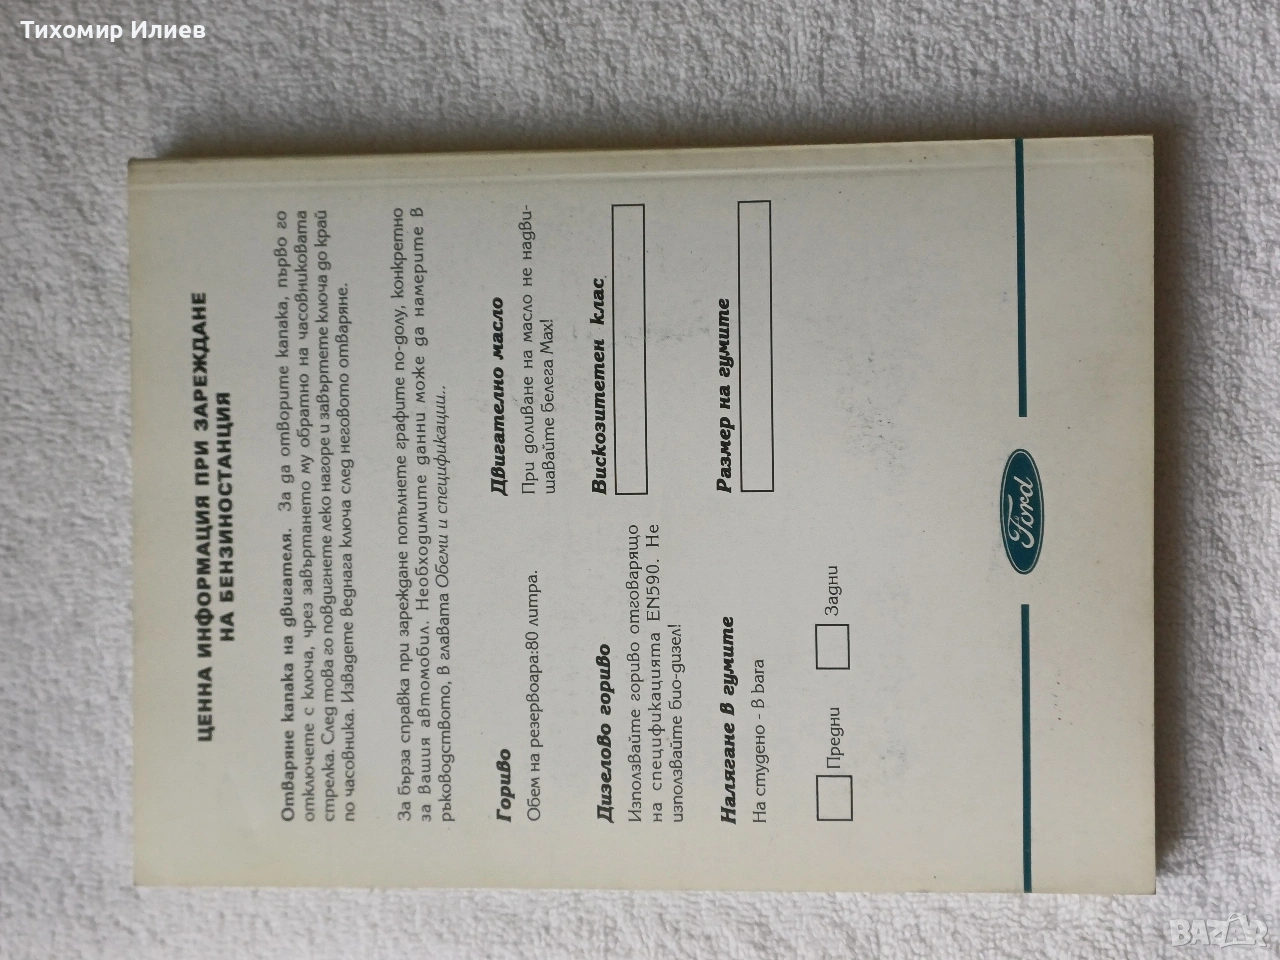 Тихомир Илиев
ЦЕННА ИНФОРМАЦИЯ ПРИ ЗАРЕЖДАНЕ
НА БЕНЗИНОСТАНЦИЯ
Отваряне капака на двигателя. За да отворите капака, първо го
отключете с ключа, чрез завъртането му обратно на часовниковата
стрелка. След това го повдигнете леко нагоре и завъртете ключа до край
по часовника. Извадете веднага ключа след неговото отваряне.
За бърза справка при зареждане попълнете графите по-долу, конкретно
за Вашия автомобил. Необходимите данни може да намерите в
ръководството, в главата Обеми и спецификации..
Гориво
Обем на резервоара:80 литра.
Двигателно масло
При доливане на масло не надви-
шавайте белега Max!
Дизелово гориво
Използвайте гориво отговарящо
на спецификацията EN590. Не
използвайте био-дизел!
Вискозитетен клас
Налягане в гумите
На студено - в bara
Предни
Задни
Размер на гумите
Ford
BAZAR